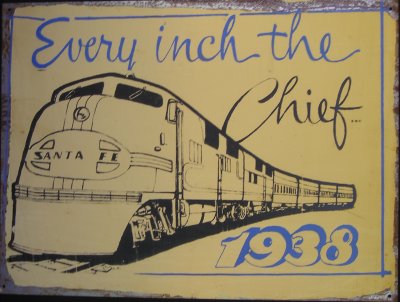 Every inch the
Chief...
SANTA FE
1938